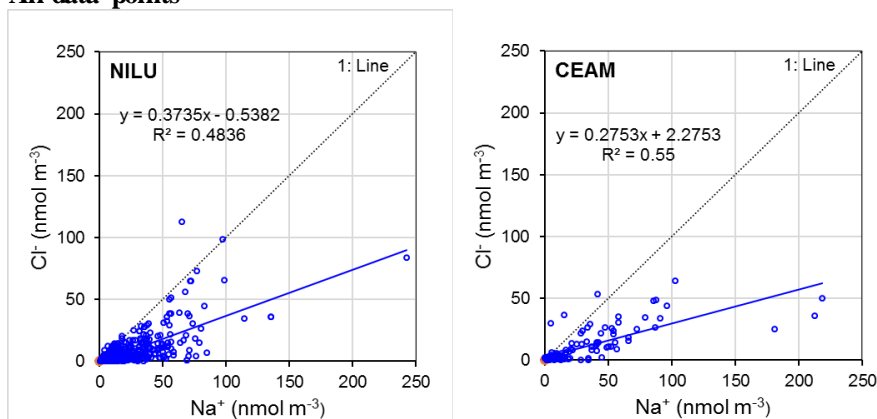 All data points
250
200
150
100
50
0
NILU
1: Line
y = 0.3735x - 0.5382
R² = 0.4836
Cl⁻ (nmol m⁻³)
0 50 100 150 200 250
Na⁺ (nmol m⁻³)
250
200
150
100
50
0
CEAM
1: Line
y = 0.2753x + 2.2753
R² = 0.55
Cl⁻ (nmol m⁻³)
0 50 100 150 200 250
Na⁺ (nmol m⁻³)